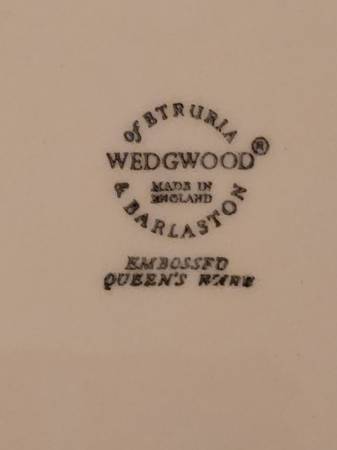 of ETRURIA
WEDGWOOD®
MADE IN
ENGLAND
& BARLASTON
EMBOSSED
QUEEN'S WARE